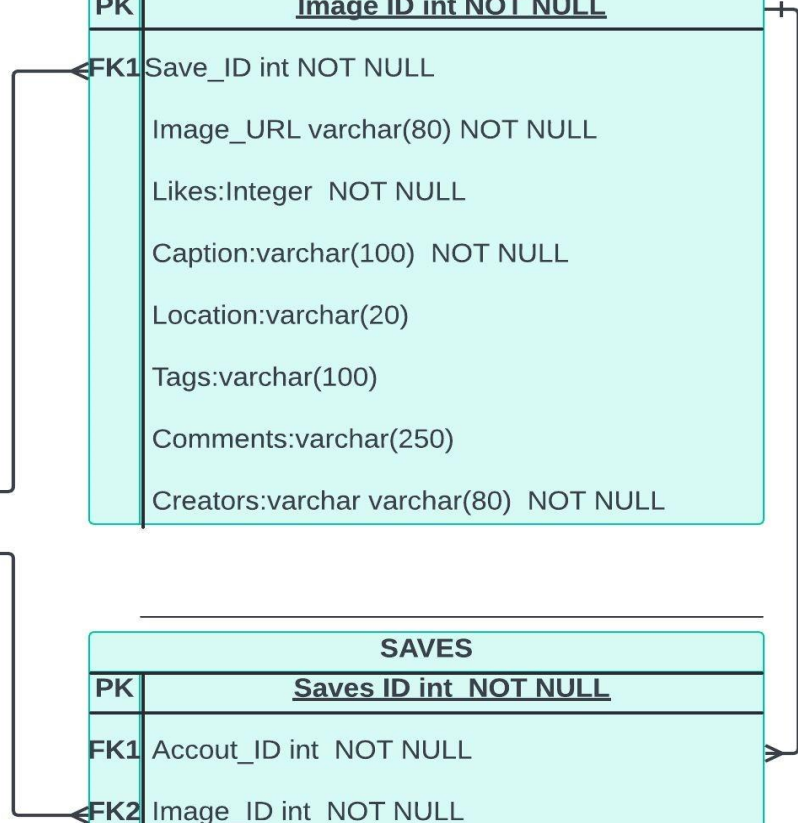 PK Image ID int NOT NULL
FK1 Save_ID int NOT NULL
Image_URL varchar(80) NOT NULL
Likes:Integer NOT NULL
Caption:varchar(100) NOT NULL
Location:varchar(20)
Tags:varchar(100)
Comments:varchar(250)
Creators:varchar varchar(80) NOT NULL
SAVES
PK Saves ID int NOT NULL
FK1 Accout_ID int NOT NULL
FK2 Image_ID int NOT NULL